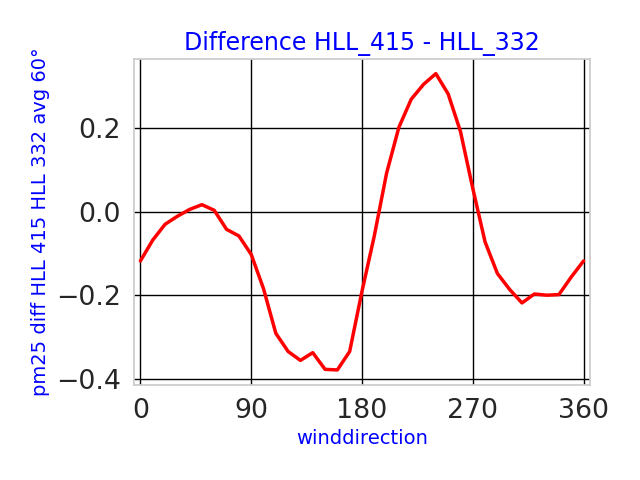 Difference HLL_415 - HLL_332
pm25 diff HLL 415 HLL 332 avg 60°
0.2
0.0
−0.2
−0.4
0 90 180 270 360
winddirection